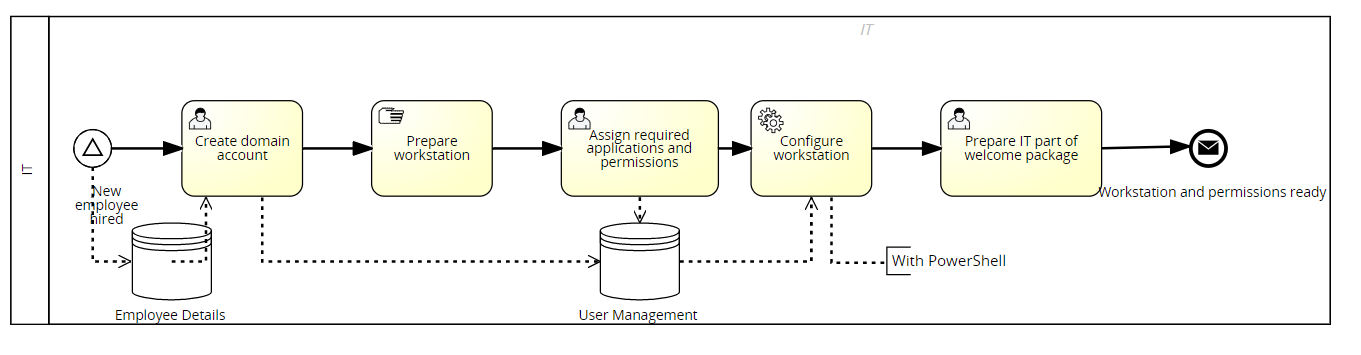 IT
IT
Create domain
account
Prepare
workstation
Assign required
applications and
permissions
Configure
workstation
Prepare IT part of
welcome package
New
employee
hired
Workstation and permissions ready
With PowerShell
Employee Details
User Management